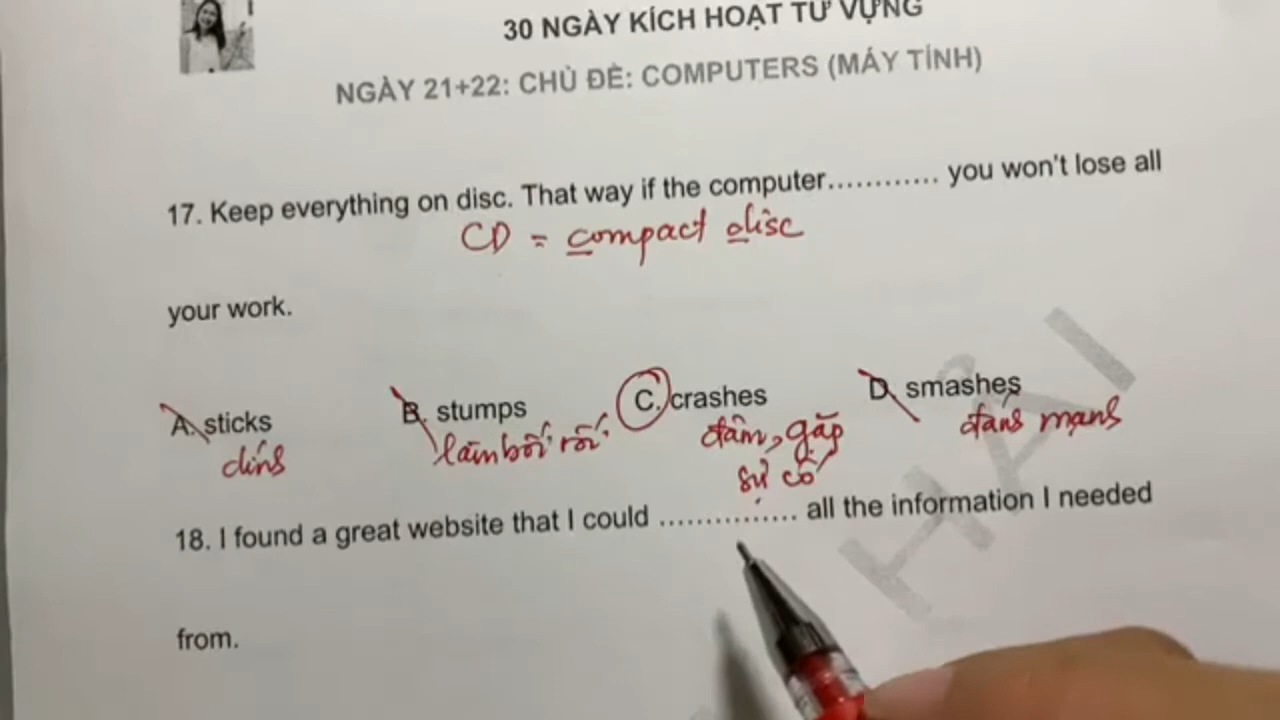 30 NGÀY KÍCH HOẠT TỪ VỰNG
NGÀY 21+22: CHỦ ĐỀ: COMPUTERS (MÁY TÍNH)
17. Keep everything on disc. That way if the computer............ you won't lose all
CD = compact disc
your work.
A. sticks B. stumps C. crashes D. smashes
dính làm bối rối đâm, gặp đánh mạnh
sự cố
18. I found a great website that I could ............... all the information I needed
from.
HẢI